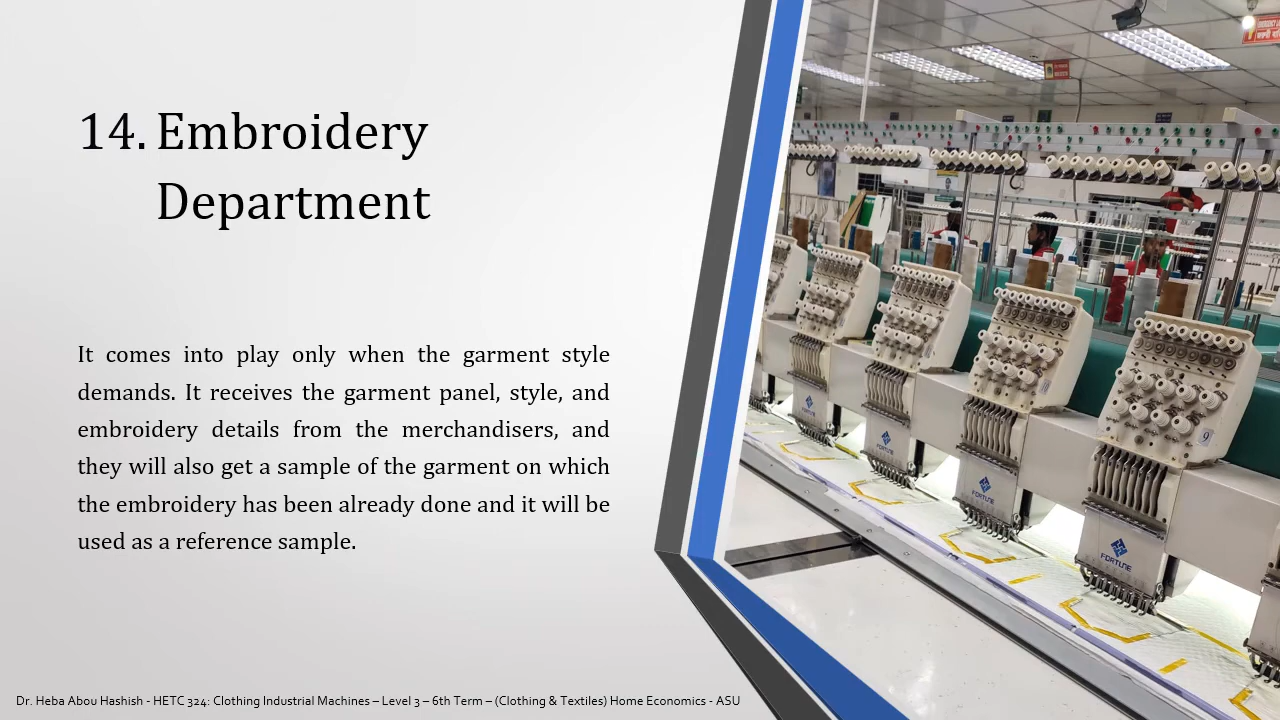 14. Embroidery
Department
It comes into play only when the garment style
demands. It receives the garment panel, style, and
embroidery details from the merchandisers, and
they will also get a sample of the garment on which
the embroidery has been already done and it will be
used as a reference sample.
Dr. Heba Abou Hashish - HETC 324: Clothing Industrial Machines – Level 3 – 6th Term – (Clothing & Textiles) Home Economics - ASU
9
FORTUNE
FORTUNE